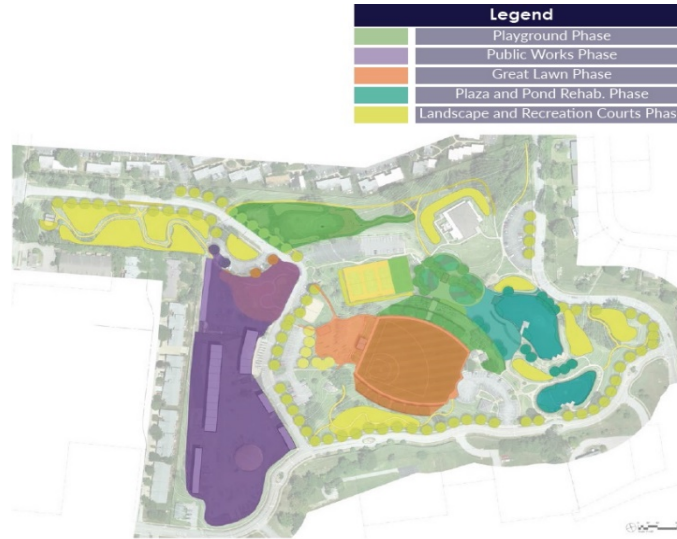 Legend
Playground Phase
Public Works Phase
Great Lawn Phase
Plaza and Pond Rehab. Phase
Landscape and Recreation Courts Phas